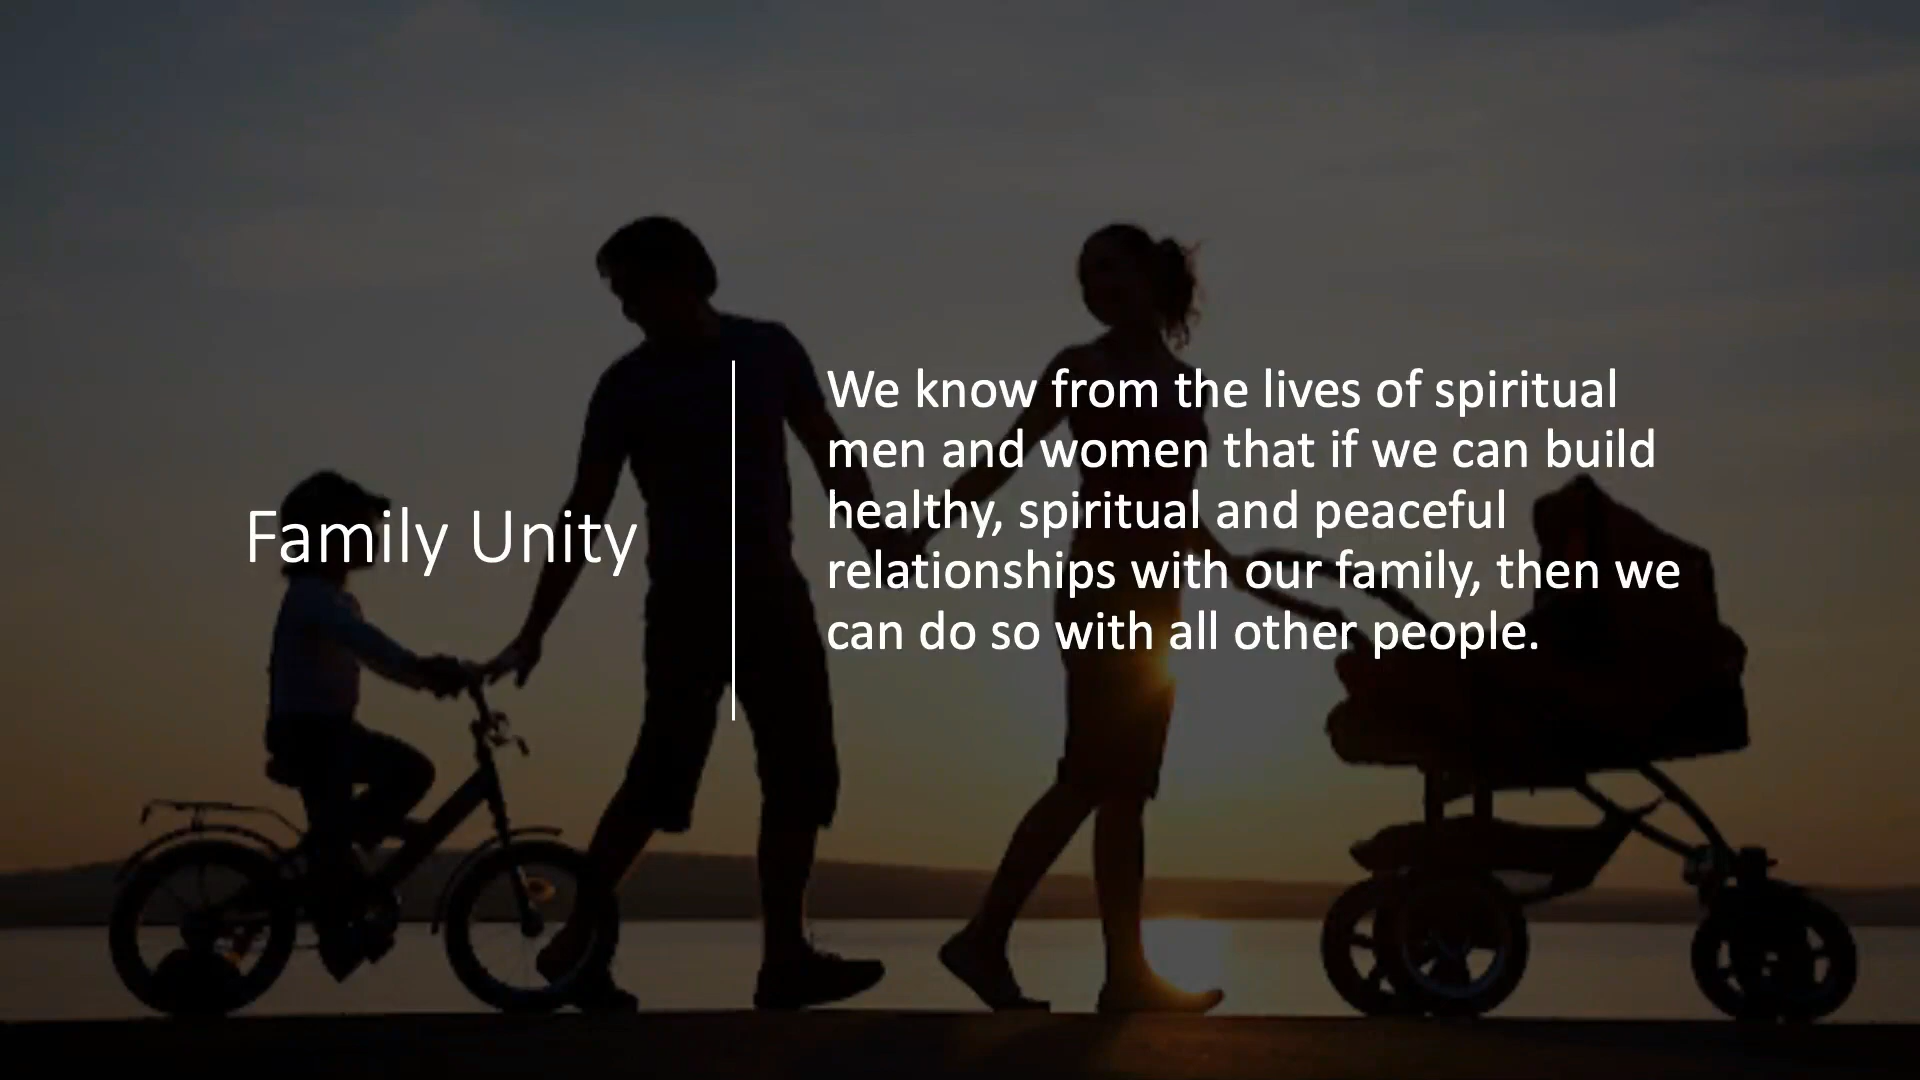 Family Unity
We know from the lives of spiritual
men and women that if we can build
healthy, spiritual and peaceful
relationships with our family, then we
can do so with all other people.